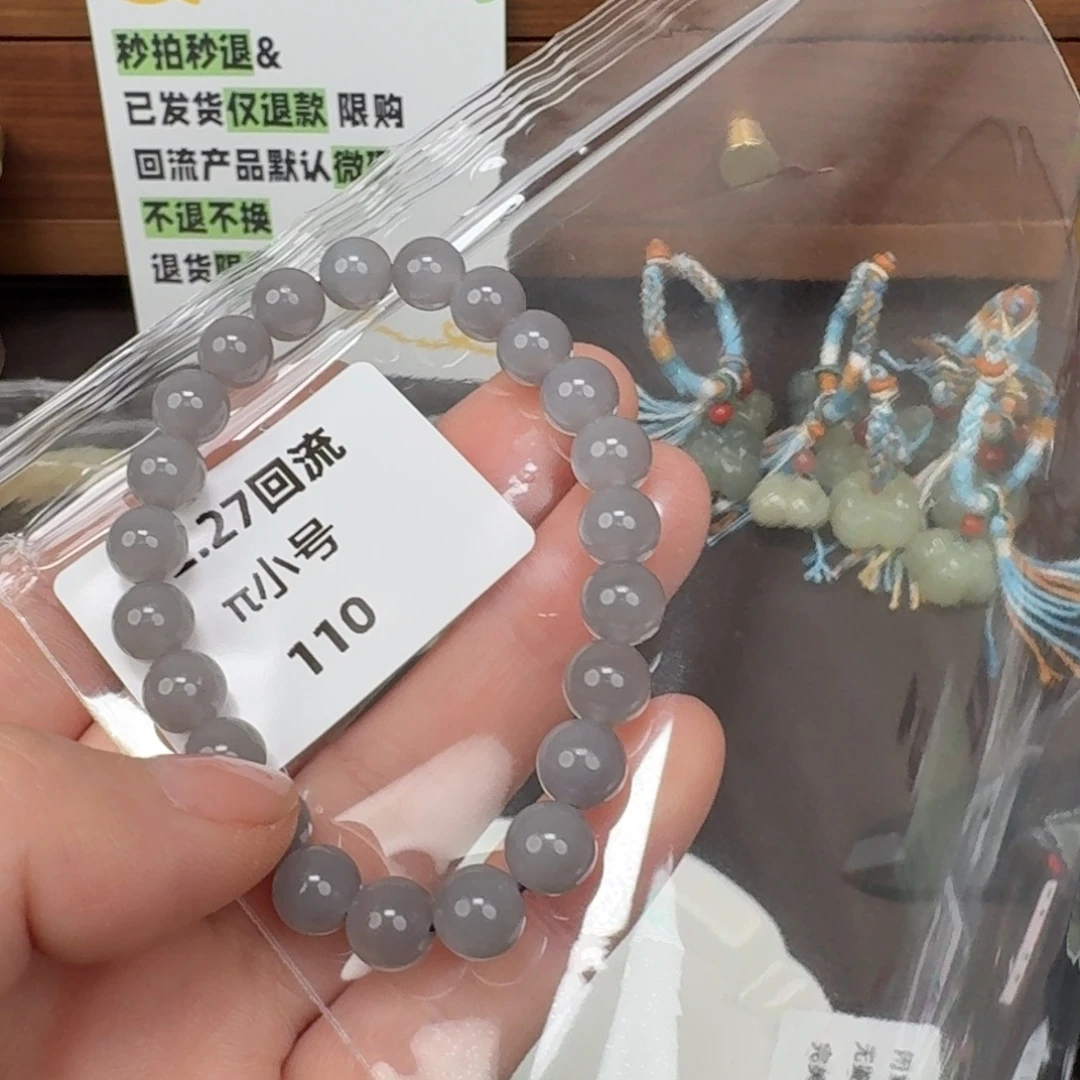 秒拍秒退&
已发货仅退款 限购
回流产品默认微
不退不换
退货限
.27回流
π小号
110